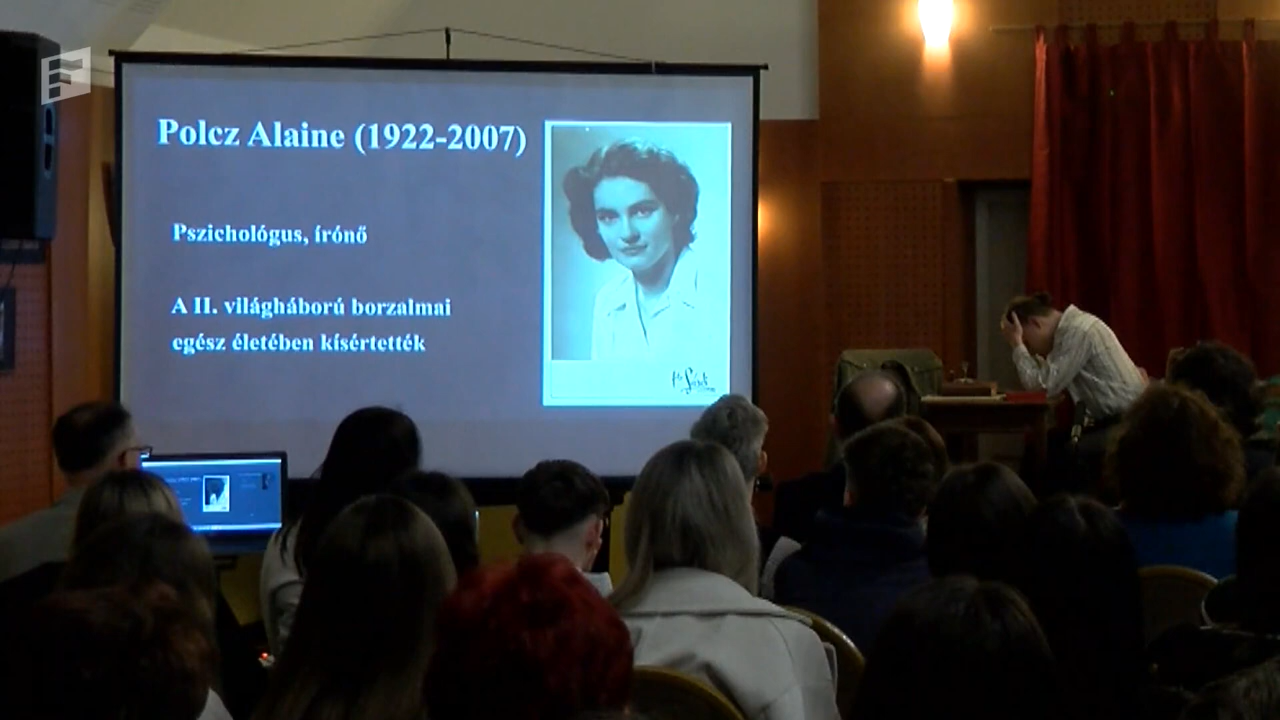 Polcz Alaine (1922-2007)
Pszichológus, írónő
A II. világháború borzalmai
egész életében kísértették